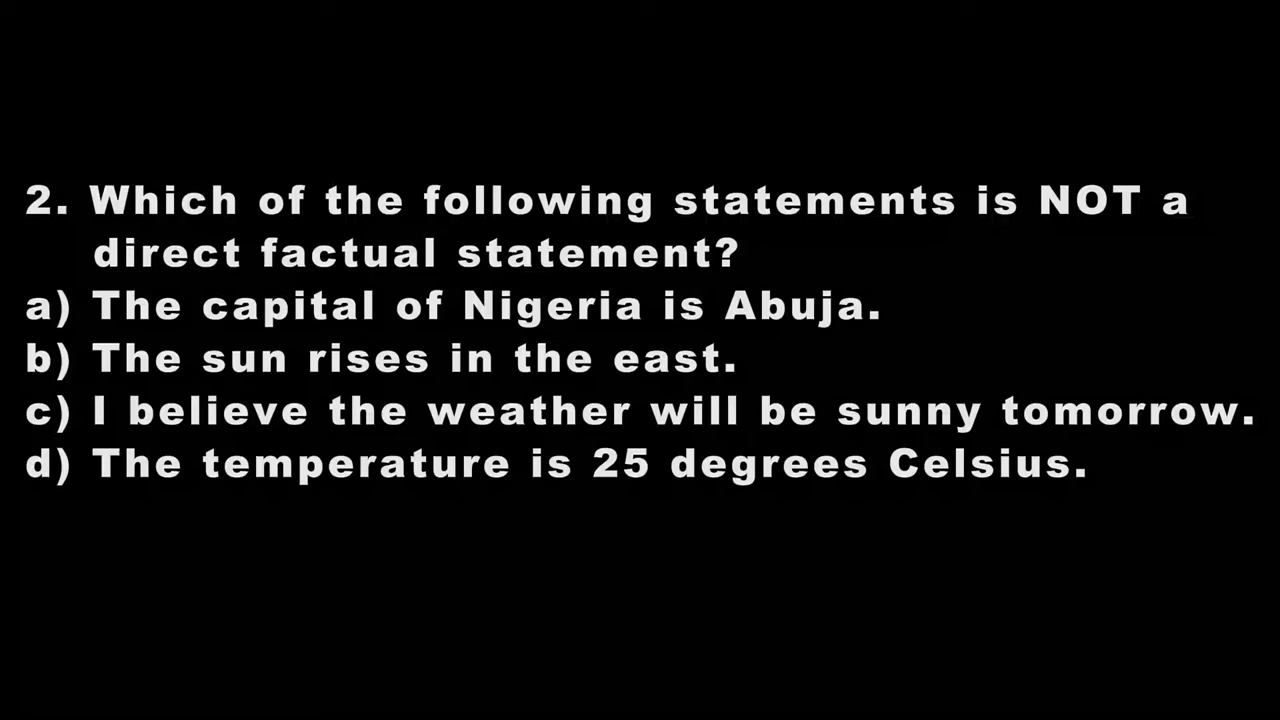 2. Which of the following statements is NOT a
direct factual statement?
a) The capital of Nigeria is Abuja.
b) The sun rises in the east.
c) I believe the weather will be sunny tomorrow.
d) The temperature is 25 degrees Celsius.